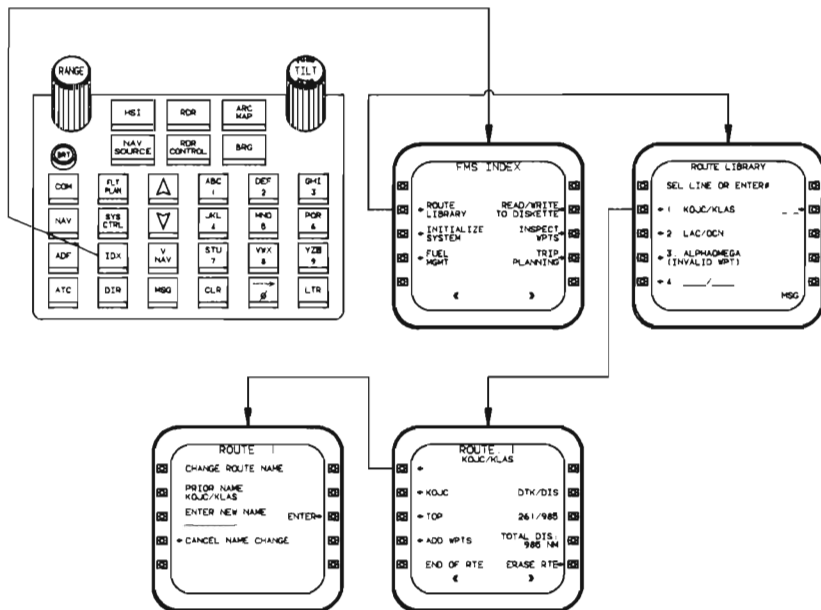 RANGE
TILT
HSI
RDR
ARC
MAP
BRT
NAV
SOURCE
RDR
CONTROL
BRG
COM
FLT
PLAN
ABC
1
DEF
2
GHI
3
NAV
SYS
CTRL
JKL
4
MNO
5
PQR
6
ADF
IDX
V
NAV
STU
7
VWX
8
9
ATC
DIR
MSG
CLR
→
0
LTR
FMS INDEX
← ROUTE LIBRARY
READ/WRITE TO DISKETTE →
← INITIALIZE SYSTEM
INSPECT WPTS →
← FUEL MGMT
TRIP PLANNING →
« »
ROUTE LIBRARY
SEL LINE OR ENTER#
← 1 KOJC/KLAS _ _→
← 2 LAC/OCN
← 3. ALPHAOMEGA
(INVALID WPT)
← 4 ____/____
MSG
ROUTE 1
CHANGE ROUTE NAME
PRIOR NAME
KOJC/KLAS
ENTER NEW NAME ENTER→
________
← CANCEL NAME CHANGE
ROUTE. 1
KOJC/KLAS
←
← KOJC DTK/DIS
← TOP 261/985
← ADD WPTS TOTAL DIS:
985 NM
END OF RTE ERASE RTE→
« »